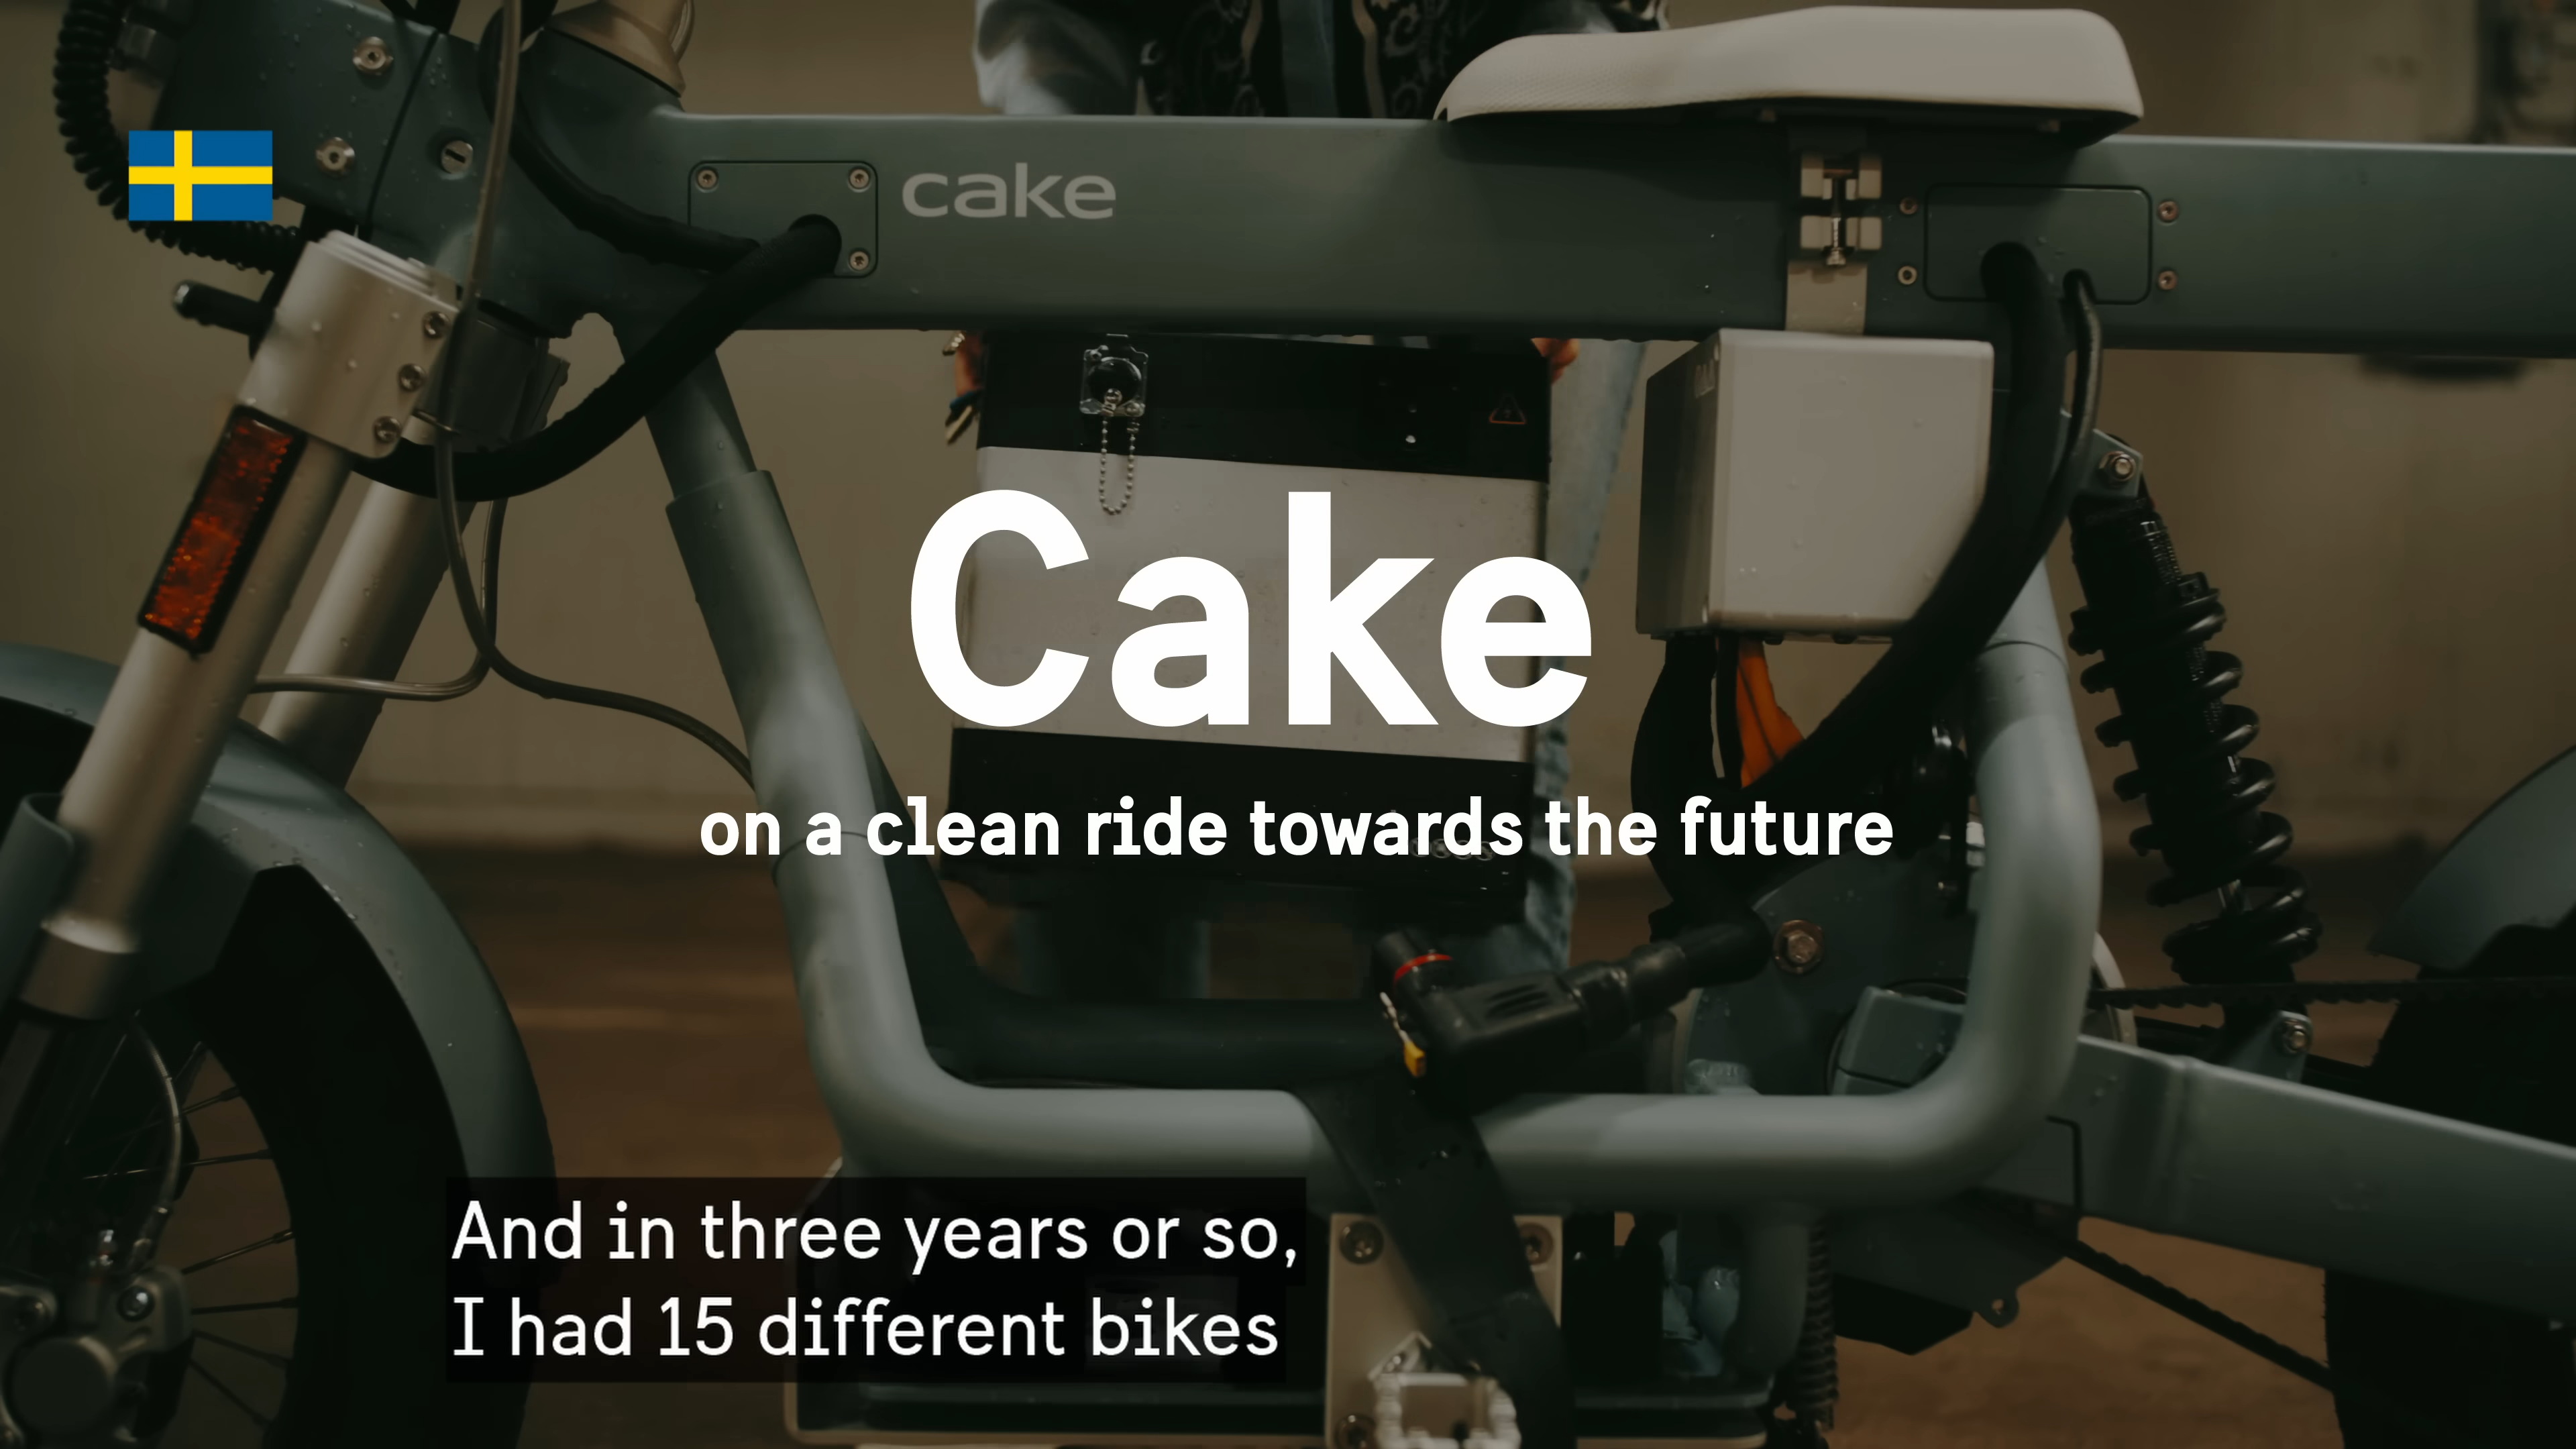 cake
Cake
on a clean ride towards the future
And in three years or so,
I had 15 different bikes